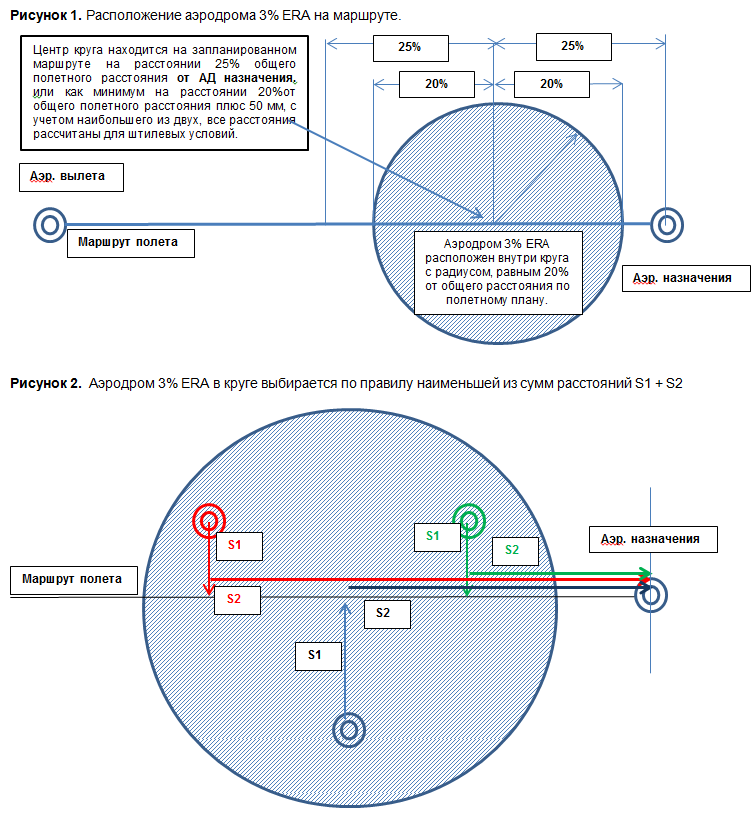 Рисунок 1. Расположение аэродрома 3% ERA на маршруте.
Центр круга находится на запланированном
маршруте на расстоянии 25% общего
полетного расстояния от АД назначения,
или как минимум на расстоянии 20%от
общего полетного расстояния плюс 50 мм, с
учетом наибольшего из двух, все расстояния
рассчитаны для штилевых условий.
25%
25%
20%
20%
Аэр. вылета
Маршрут полета
Аэродром 3% ERA
расположен внутри круга
с радиусом, равным 20%
от общего расстояния по
полетному плану.
Аэр. назначения
Рисунок 2. Аэродром 3% ERA в круге выбирается по правилу наименьшей из сумм расстояний S1 + S2
S1
S1
S2
Аэр. назначения
Маршрут полета
S2
S2
S1